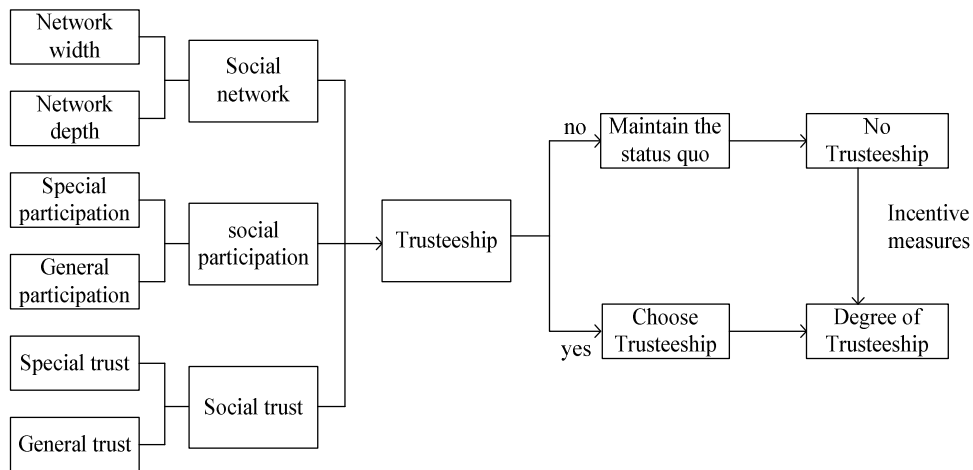 Network
width
Network
depth
Special
participation
General
participation
Special trust
General trust
Social
network
social
participation
Social trust
Trusteeship
no
yes
Maintain the
status quo
Choose
Trusteeship
No
Trusteeship
Incentive
measures
Degree of
Trusteeship